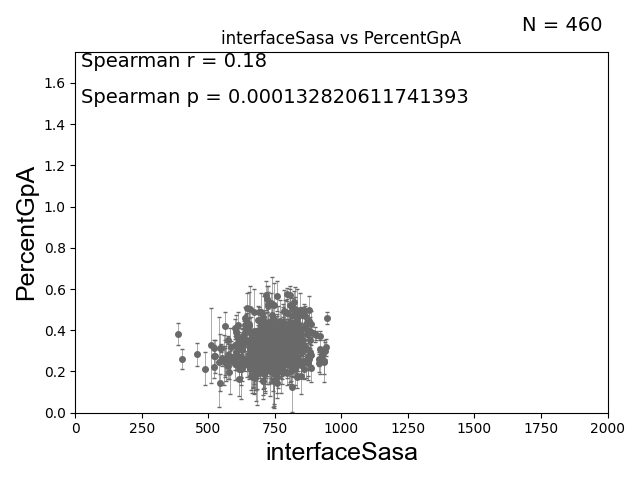 N = 460
interfaceSasa vs PercentGpA
Spearman r = 0.18
Spearman p = 0.000132820611741393
PercentGpA
1.6
1.4
1.2
1.0
0.8
0.6
0.4
0.2
0.0
0 250 500 750 1000 1250 1500 1750 2000
interfaceSasa